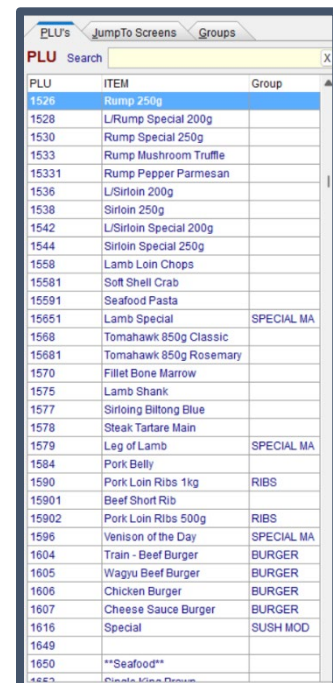 PLU's JumpTo Screens Groups
PLU Search X
PLU ITEM Group
1526 Rump 250g
1528 L/Rump Special 200g
1530 Rump Special 250g
1533 Rump Mushroom Truffle
15331 Rump Pepper Parmesan
1536 L/Sirloin 200g
1538 Sirloin 250g
1542 L/Sirloin Special 200g
1544 Sirloin Special 250g
1558 Lamb Loin Chops
15581 Soft Shell Crab
15591 Seafood Pasta
15651 Lamb Special SPECIAL MA
1568 Tomahawk 850g Classic
15681 Tomahawk 850g Rosemary
1570 Fillet Bone Marrow
1575 Lamb Shank
1577 Sirloing Biltong Blue
1578 Steak Tartare Main
1579 Leg of Lamb SPECIAL MA
1584 Pork Belly
1590 Pork Loin Ribs 1kg RIBS
15901 Beef Short Rib
15902 Pork Loin RIbs 500g RIBS
1596 Venison of the Day SPECIAL MA
1604 Train - Beef Burger BURGER
1605 Wagyu Beef Burger BURGER
1606 Chicken Burger BURGER
1607 Cheese Sauce Burger BURGER
1616 Special SUSH MOD
1649
1650 **Seafood**
1652 Single King Prawn